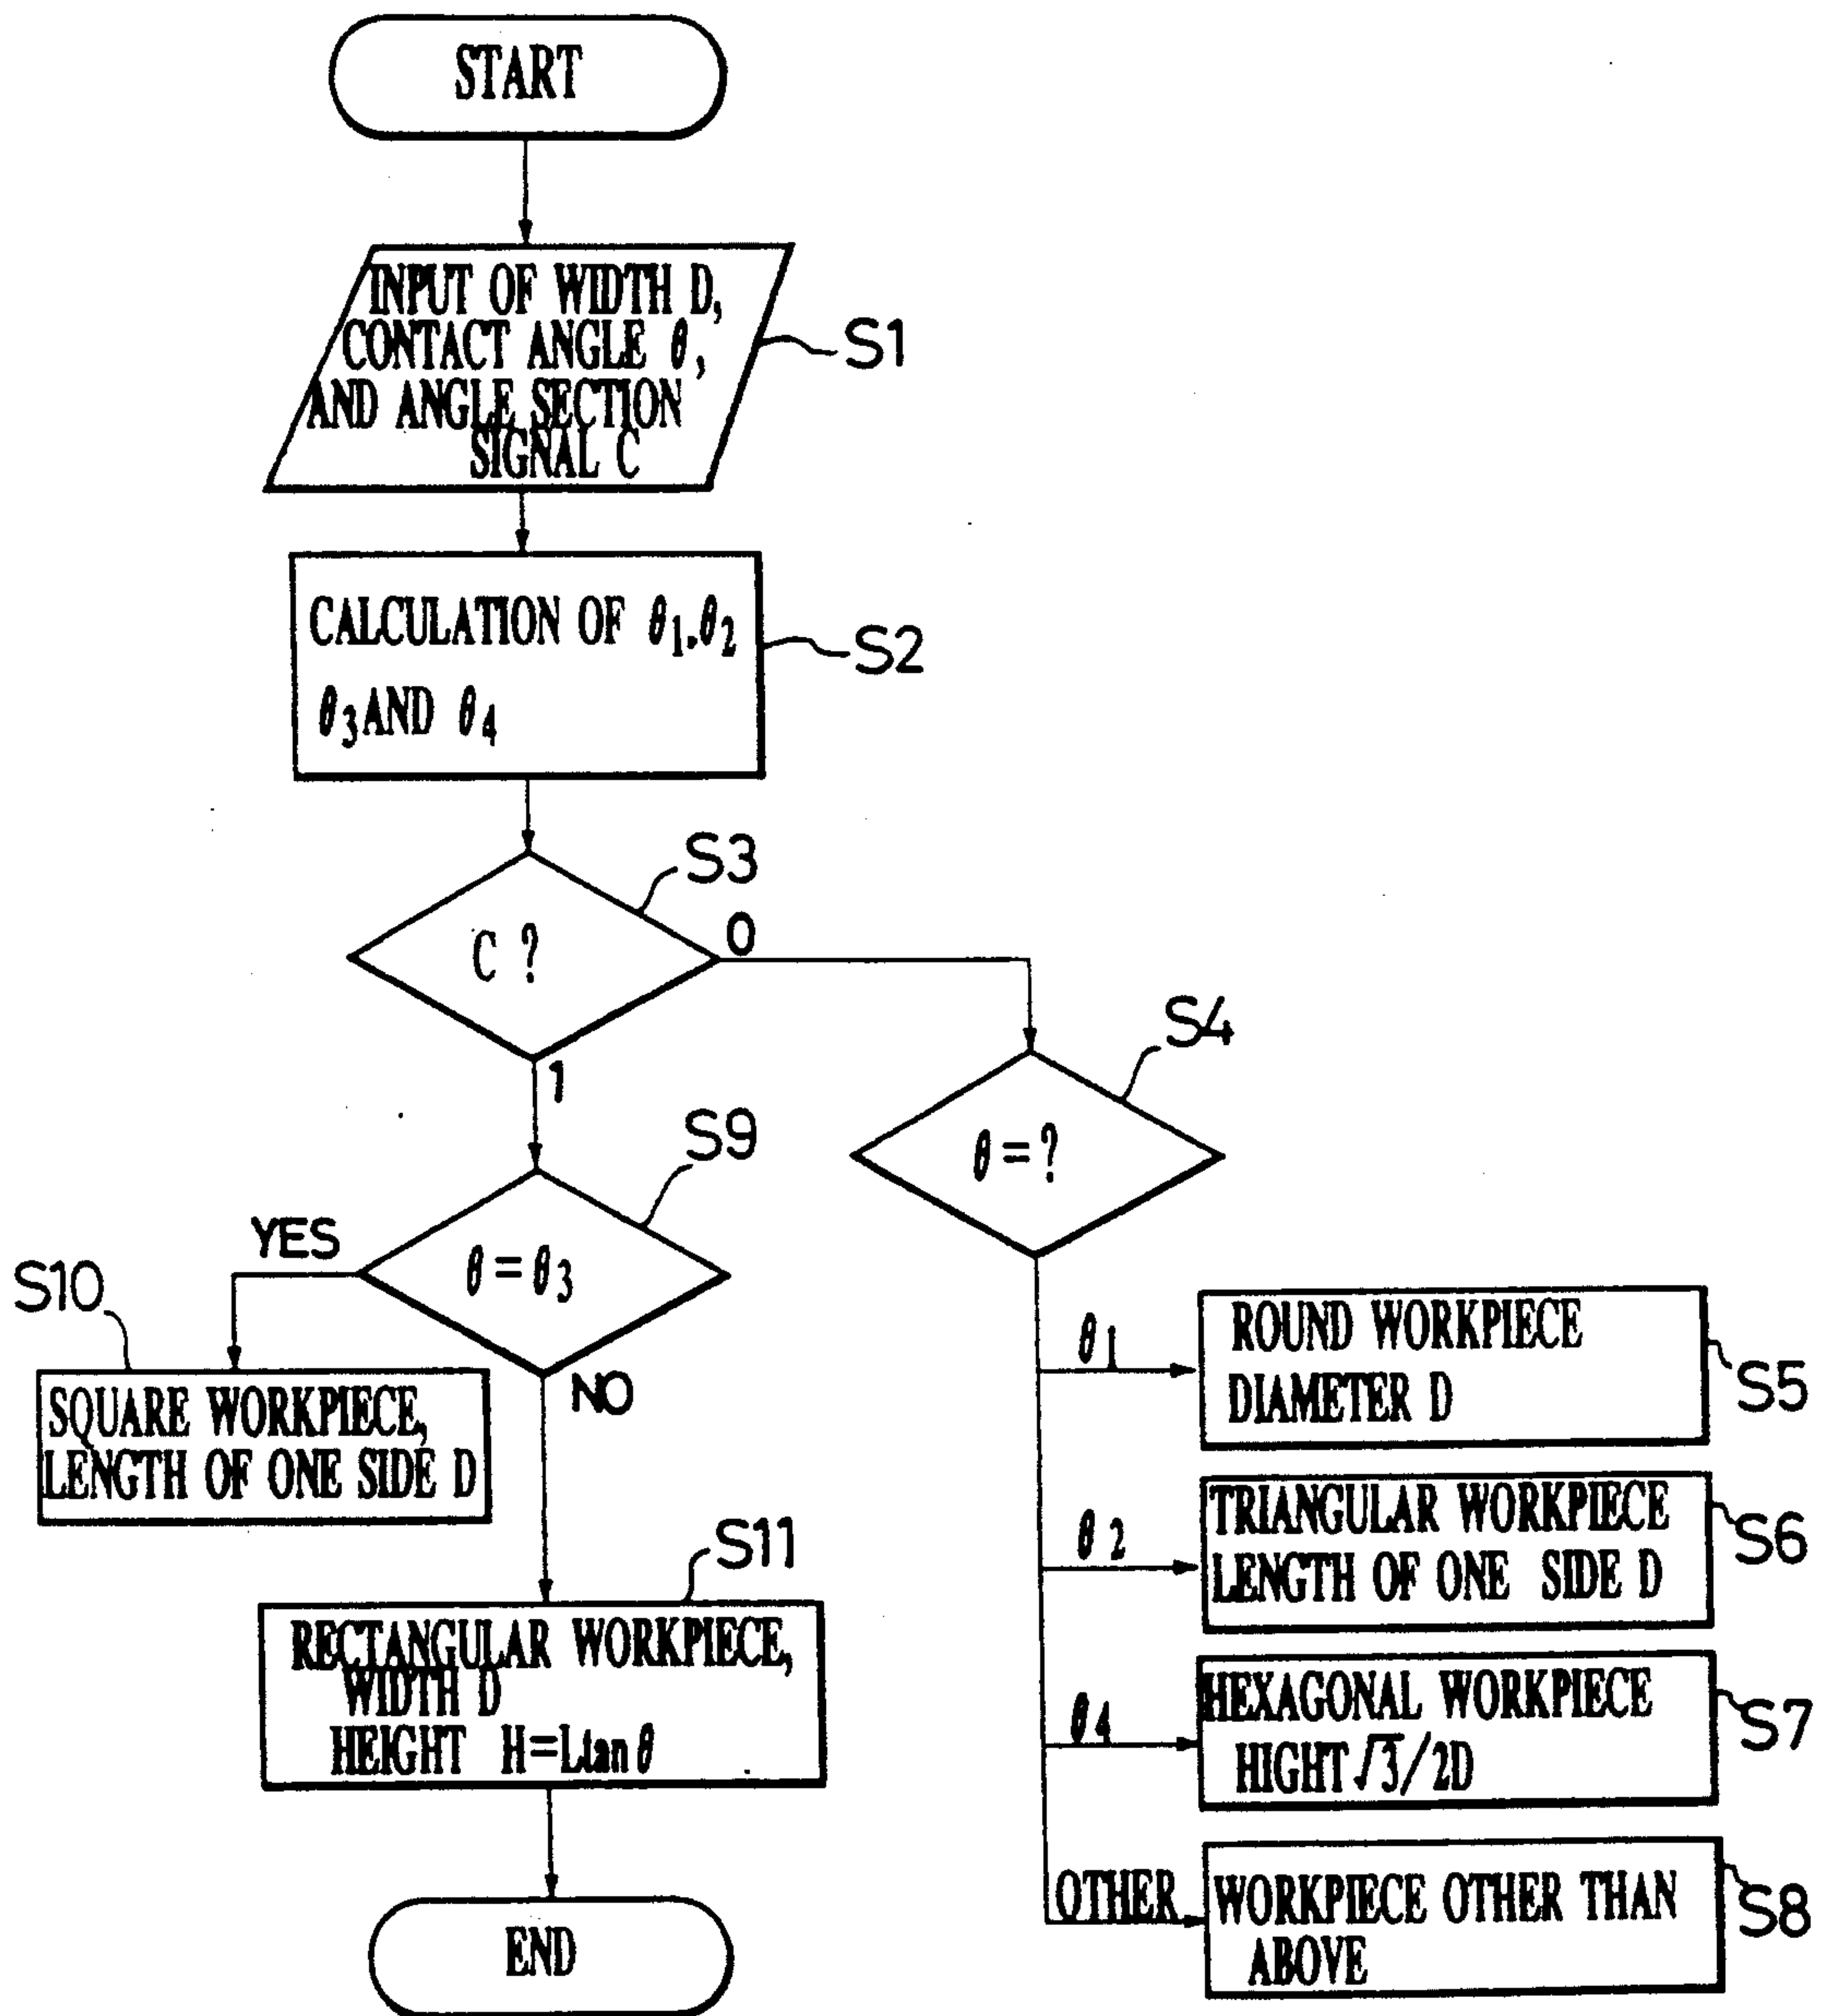 START
INPUT OF WIDTH D,
CONTACT ANGLE θ,
AND ANGLE SECTION
SIGNAL C
S1
CALCULATION OF θ1.θ2
θ3 AND θ4
S2
S3
C ?
0
1
S4
θ = ?
S9
θ = θ3
YES
NO
S10
SQUARE WORKPIECE,
LENGTH OF ONE SIDE D
S11
RECTANGULAR WORKPIECE,
WIDTH D
HEIGHT H=Ltanθ
END
θ1
ROUND WORKPIECE
DIAMETER D
S5
θ2
TRIANGULAR WORKPIECE
LENGTH OF ONE SIDE D
S6
θ4
HEXAGONAL WORKPIECE
HIGHT √3/2D
S7
OTHER
WORKPIECE OTHER THAN
ABOVE
S8